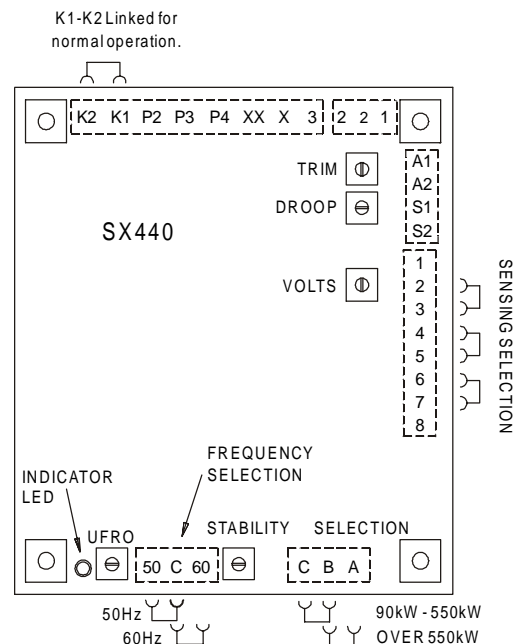 K1-K2 Linked for
normal operation.
K2 K1 P2 P3 P4 XX X 3 2 2 1
TRIM
DROOP
A1
A2
S1
S2
SX440
VOLTS
1
2
3
4
5
6
7
8
SENSING SELECTION
FREQUENCY
SELECTION
INDICATOR
LED
UFRO
STABILITY SELECTION
50 C 60
C B A
50Hz
60Hz
90kW - 550kW
OVER 550kW